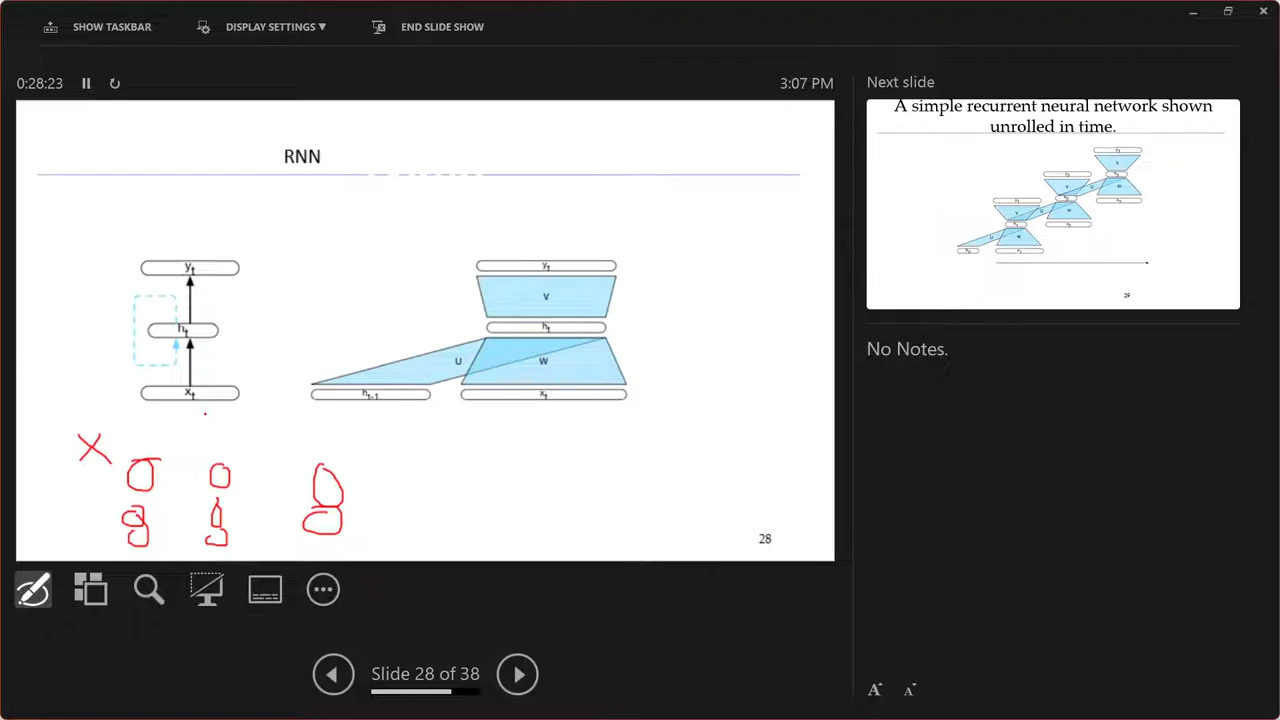 SHOW TASKBAR
DISPLAY SETTINGS ▼
END SLIDE SHOW
0:28:23
3:07 PM
RNN
yt
ht
xt
yt
V
ht
U
W
ht-1
xt
X
28
Next slide
A simple recurrent neural network shown
unrolled in time.
V
U
W
V
U
W
V
U
W
29
No Notes.
Slide 28 of 38
A A